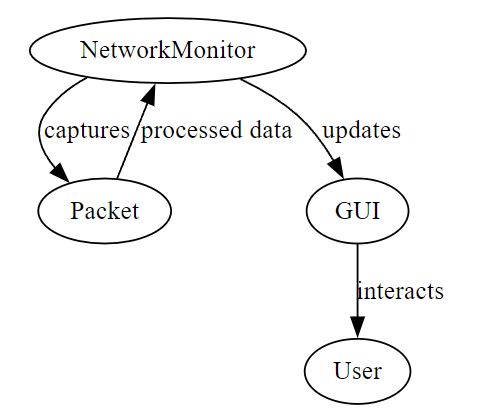 NetworkMonitor
captures
processed data
updates
Packet
GUI
interacts
User